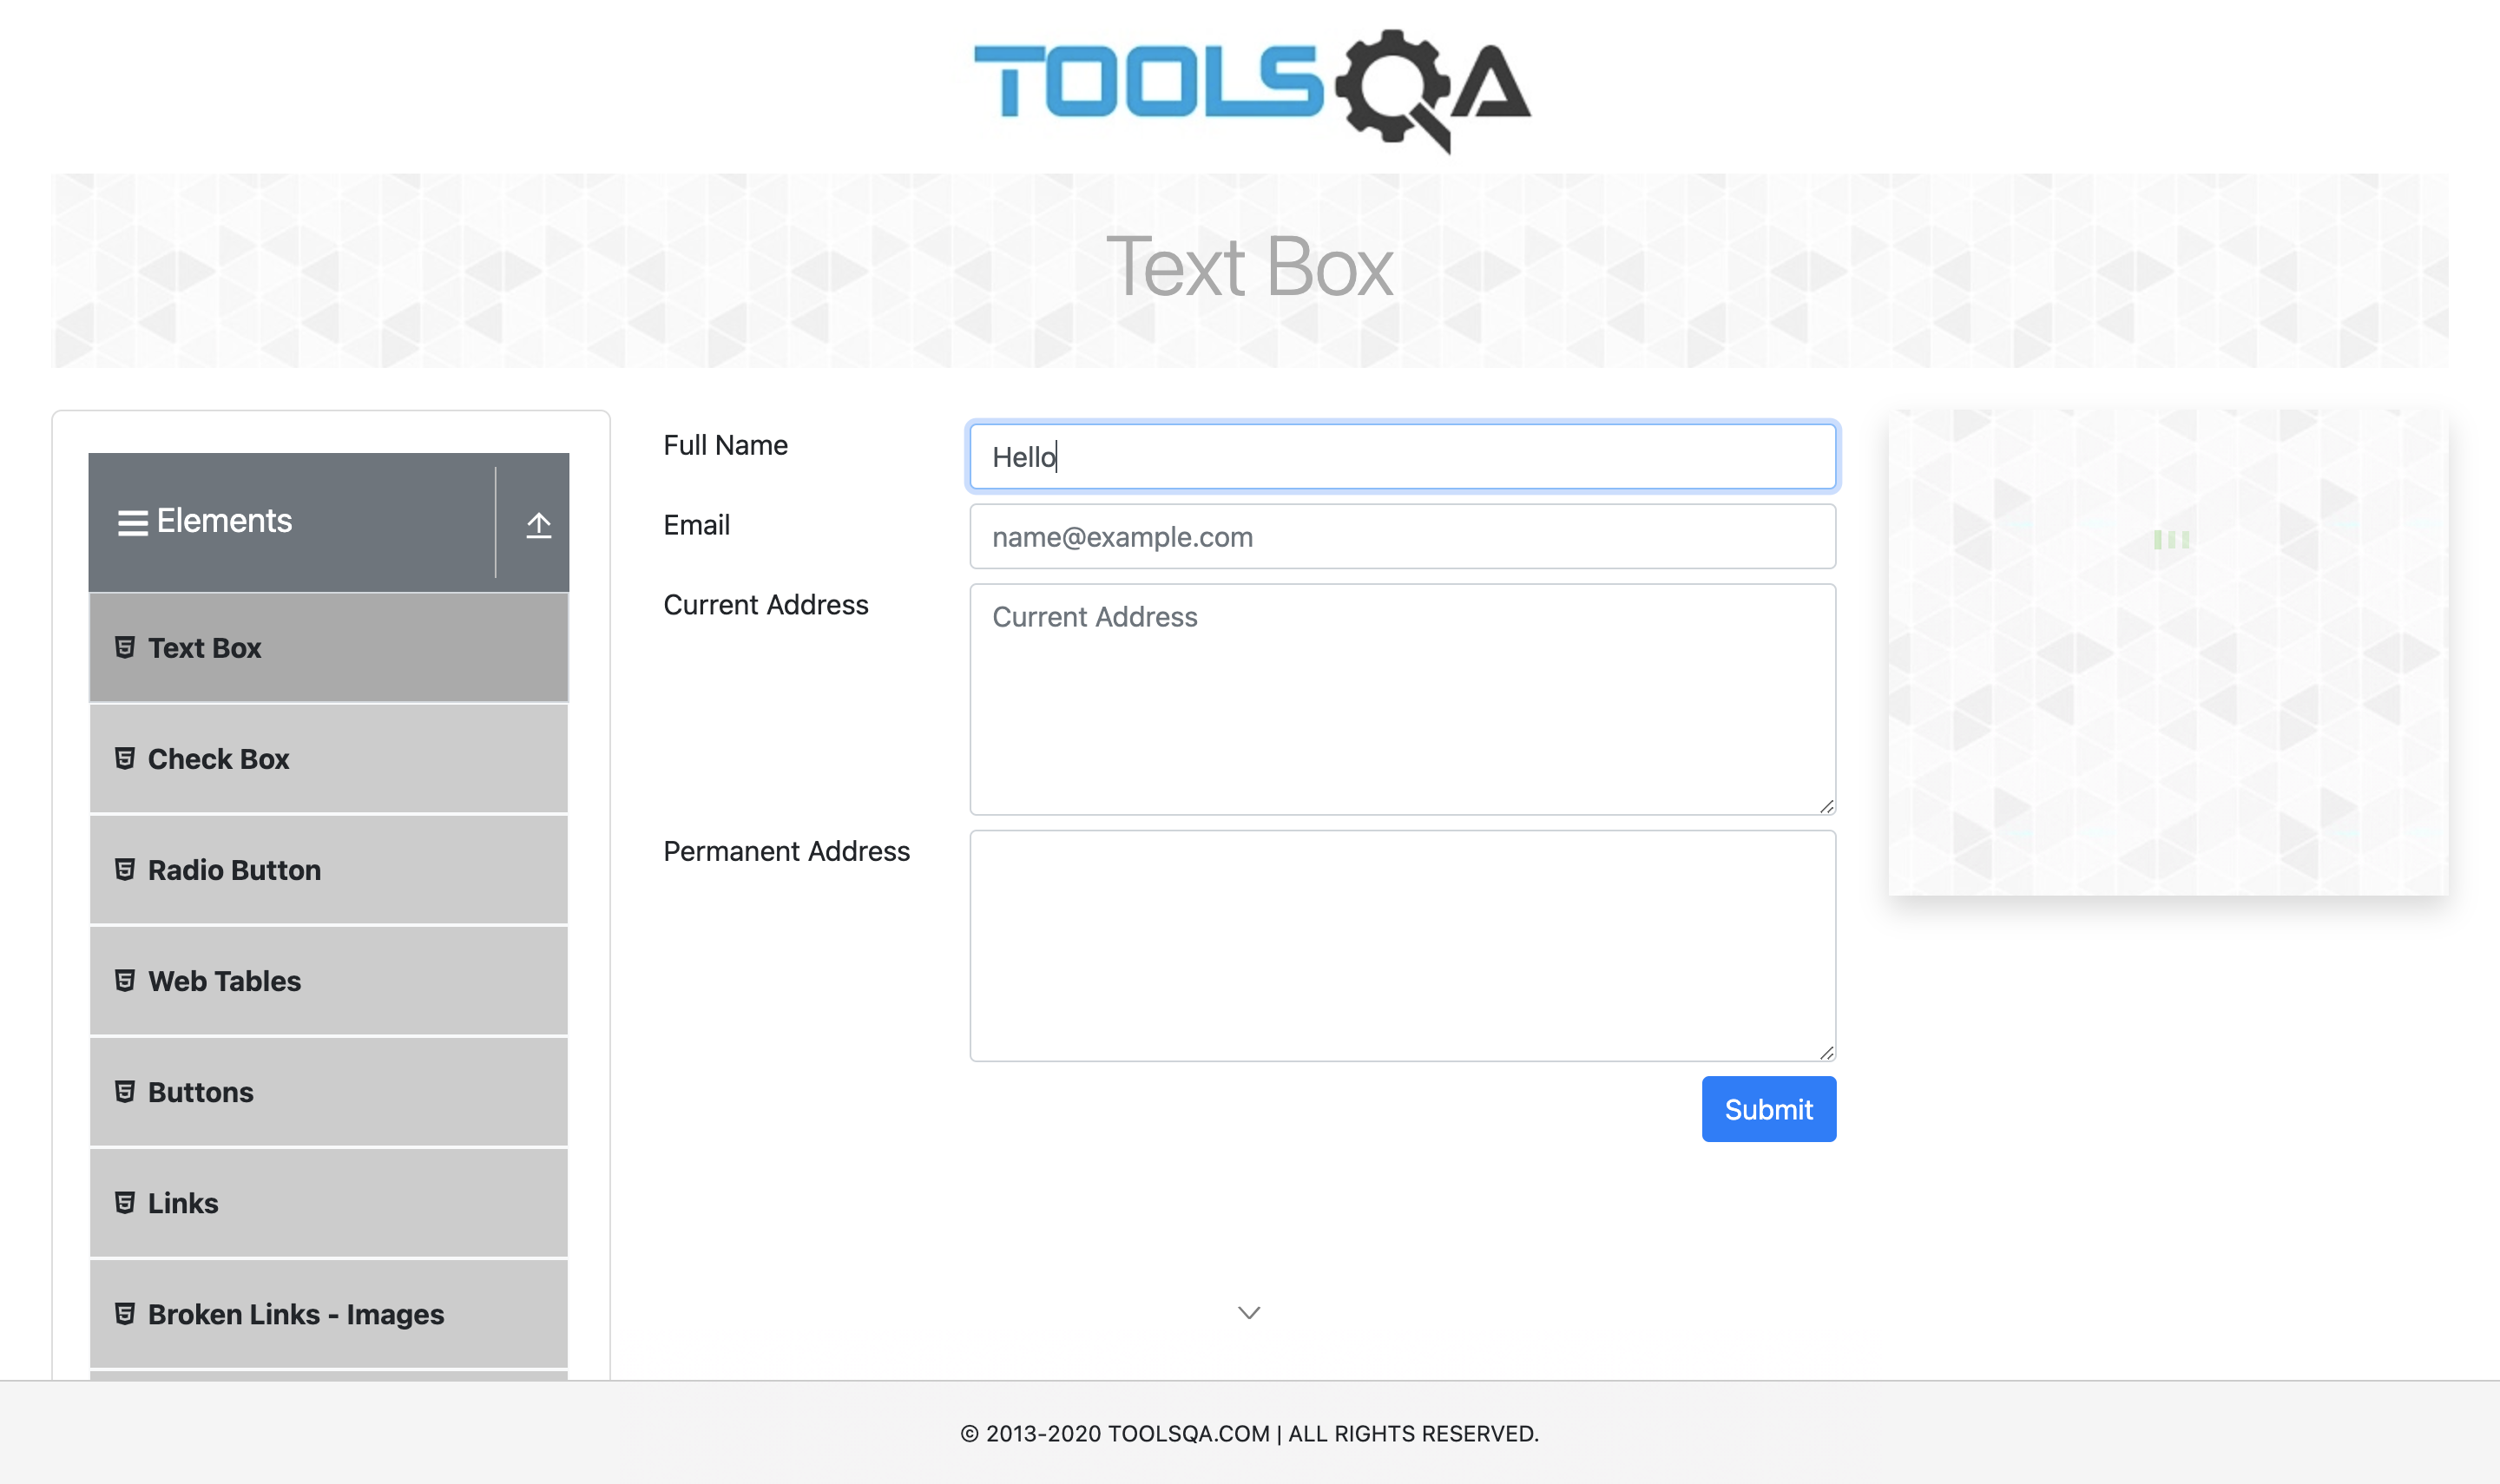 TOOLSQA
Text Box
Elements
Text Box
Check Box
Radio Button
Web Tables
Buttons
Links
Broken Links - Images
Full Name
Hello
Email
name@example.com
Current Address
Current Address
Permanent Address
Submit
© 2013-2020 TOOLSQA.COM | ALL RIGHTS RESERVED.